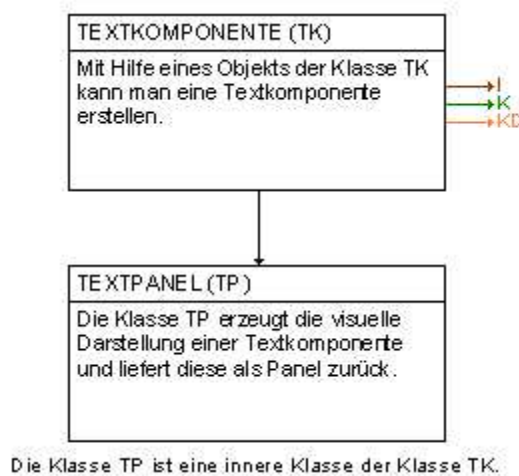 TEXTKOMPONENTE (TK)
Mit Hilfe eines Objekts der Klasse TK
kann man eine Textkomponente
erstellen.
I
K
KD
TEXTPANEL (TP)
Die Klasse TP erzeugt die visuelle
Darstellung einer Textkomponente
und liefert diese als Panel zurück.
Die Klasse TP ist eine innere Klasse der Klasse TK.